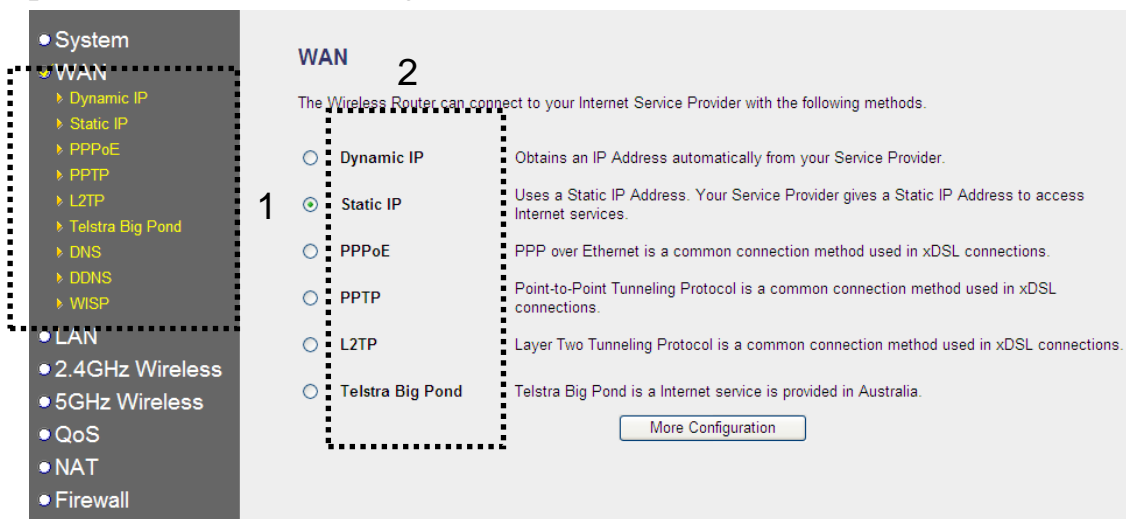 System
WAN
Dynamic IP
Static IP
PPPoE
PPTP
L2TP
Telstra Big Pond
DNS
DDNS
WISP
LAN
2.4GHz Wireless
5GHz Wireless
QoS
NAT
Firewall
1
WAN
2
The Wireless Router can connect to your Internet Service Provider with the following methods.
Dynamic IP
Obtains an IP Address automatically from your Service Provider.
Static IP
Uses a Static IP Address. Your Service Provider gives a Static IP Address to access
Internet services.
PPPoE
PPP over Ethernet is a common connection method used in xDSL connections.
PPTP
Point-to-Point Tunneling Protocol is a common connection method used in xDSL
connections.
L2TP
Layer Two Tunneling Protocol is a common connection method used in xDSL connections.
Telstra Big Pond
Telstra Big Pond is a Internet service is provided in Australia.
More Configuration